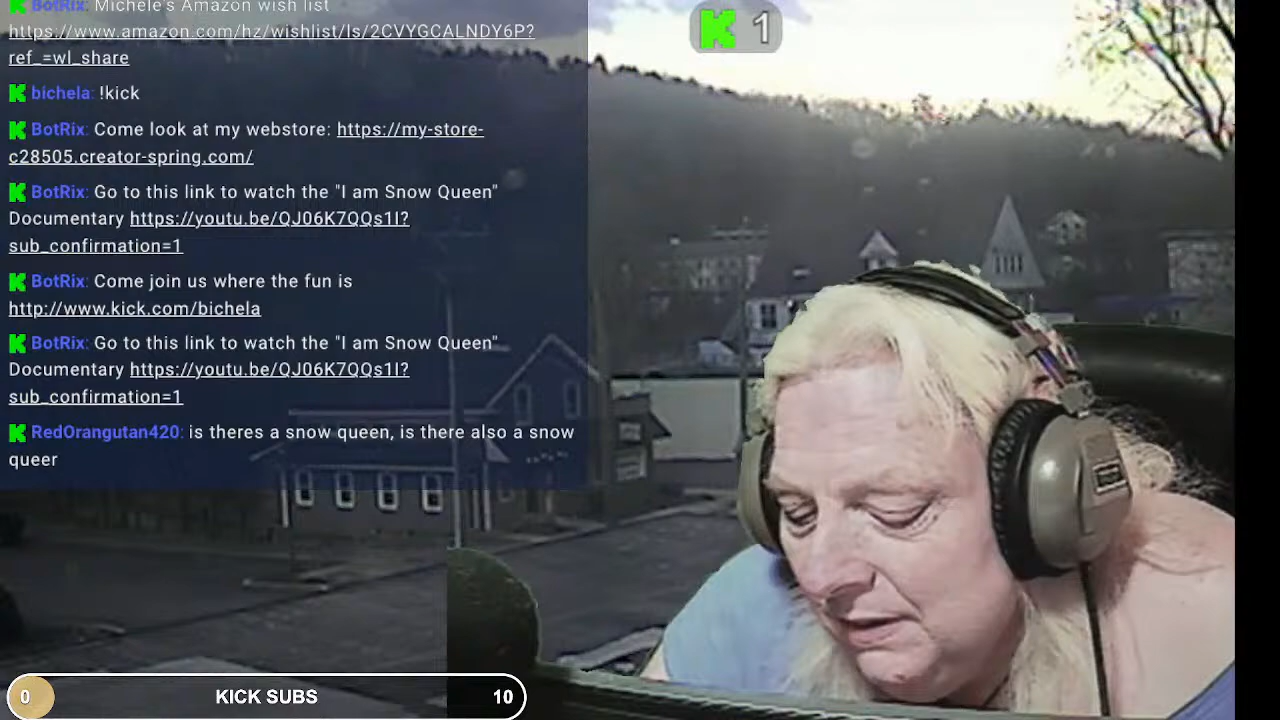 BotRix: Michele's Amazon wish list
https://www.amazon.com/hz/wishlist/ls/2CVYGCALNDY6P?
ref_=wl_share
bichela: !kick
BotRix: Come look at my webstore: https://my-store-
c28505.creator-spring.com/
BotRix: Go to this link to watch the "I am Snow Queen"
Documentary https://youtu.be/QJ06K7QQs1I?
sub_confirmation=1
BotRix: Come join us where the fun is
http://www.kick.com/bichela
BotRix: Go to this link to watch the "I am Snow Queen"
Documentary https://youtu.be/QJ06K7QQs1I?
sub_confirmation=1
RedOrangutan420: is theres a snow queen, is there also a snow
queer
K 1
0 KICK SUBS 10